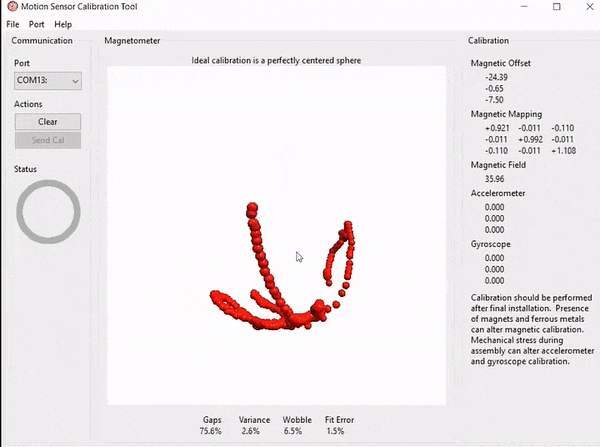 Motion Sensor Calibration Tool
File Port Help
Communication
Port
COM13:
Actions
Clear
Send Cal
Status
Magnetometer
Ideal calibration is a perfectly centered sphere
Gaps Variance Wobble Fit Error
75.6% 2.6% 6.5% 1.5%
Calibration
Magnetic Offset
-24.39
-0.65
-7.50
Magnetic Mapping
+0.921 -0.011 -0.110
-0.011 +0.992 -0.011
-0.110 -0.011 +1.108
Magnetic Field
35.96
Accelerometer
0.000
0.000
0.000
Gyroscope
0.000
0.000
0.000
Calibration should be performed
after final installation. Presence
of magnets and ferrous metals
can alter magnetic calibration.
Mechanical stress during
assembly can alter accelerometer
and gyroscope calibration.